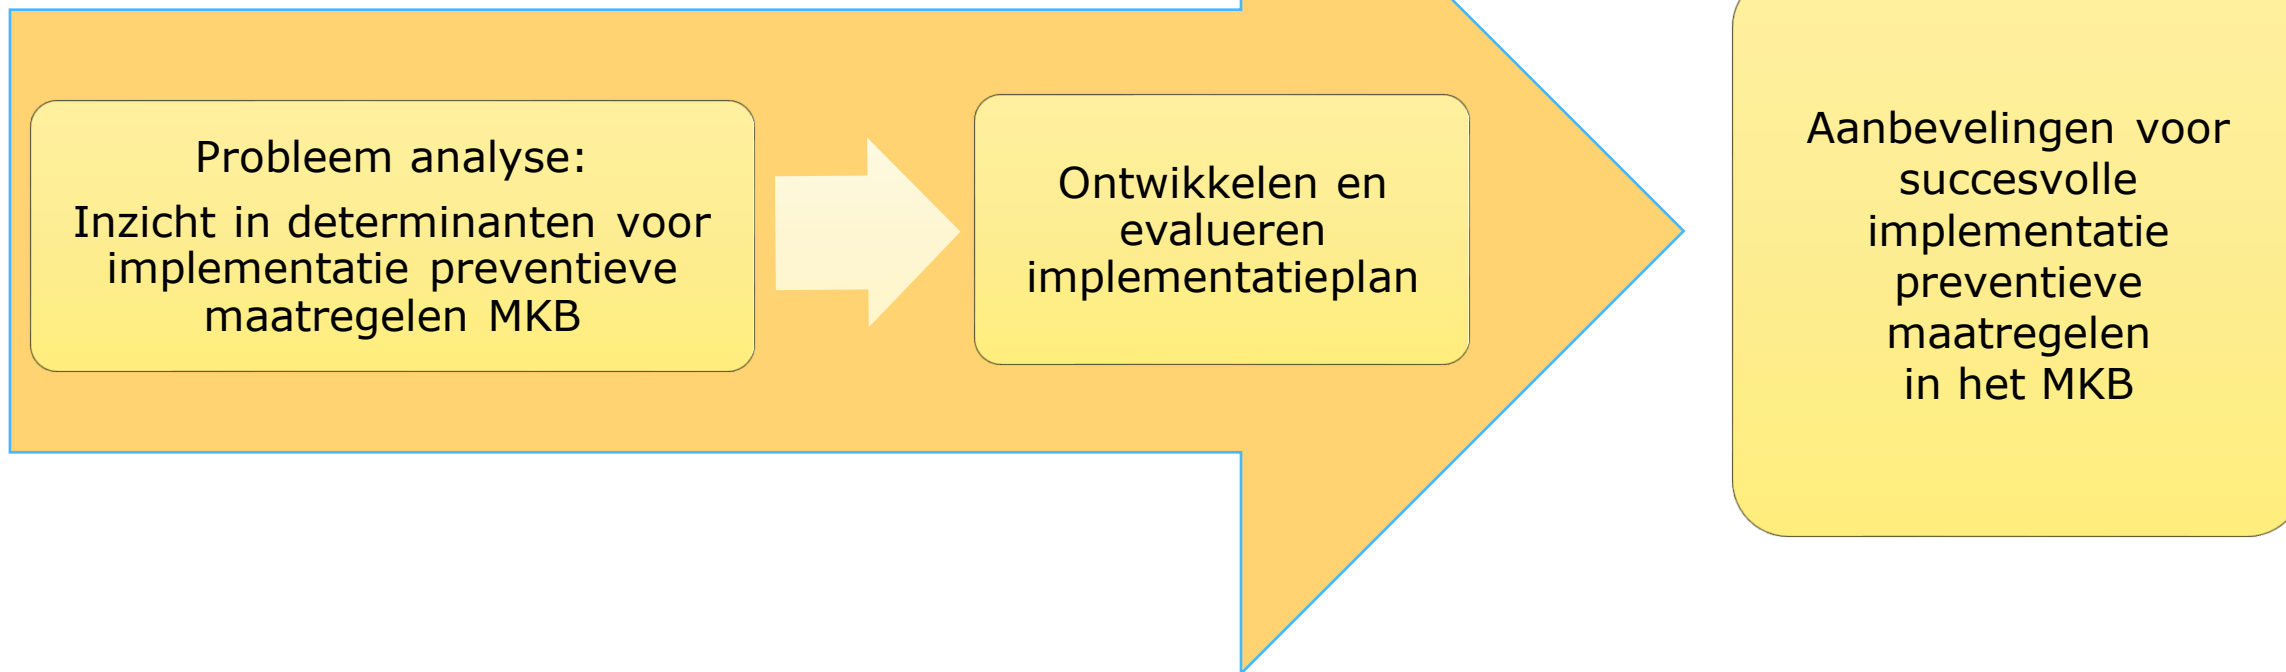 Probleem analyse:
Inzicht in determinanten voor
implementatie preventieve
maatregelen MKB
Ontwikkelen en
evalueren
implementatieplan
Aanbevelingen voor
succesvolle
implementatie
preventieve
maatregelen
in het MKB